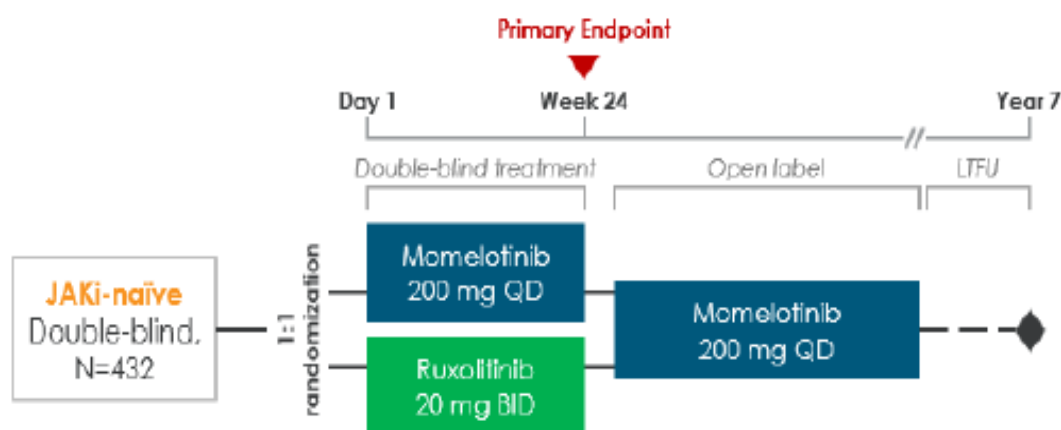 Primary Endpoint
Day 1 Week 24 Year 7
Double-blind treatment Open label LTFU
JAKi-naïve
Double-blind,
N=432
1:1
randomization
Momelotinib
200 mg QD
Ruxolitinib
20 mg BID
Momelotinib
200 mg QD